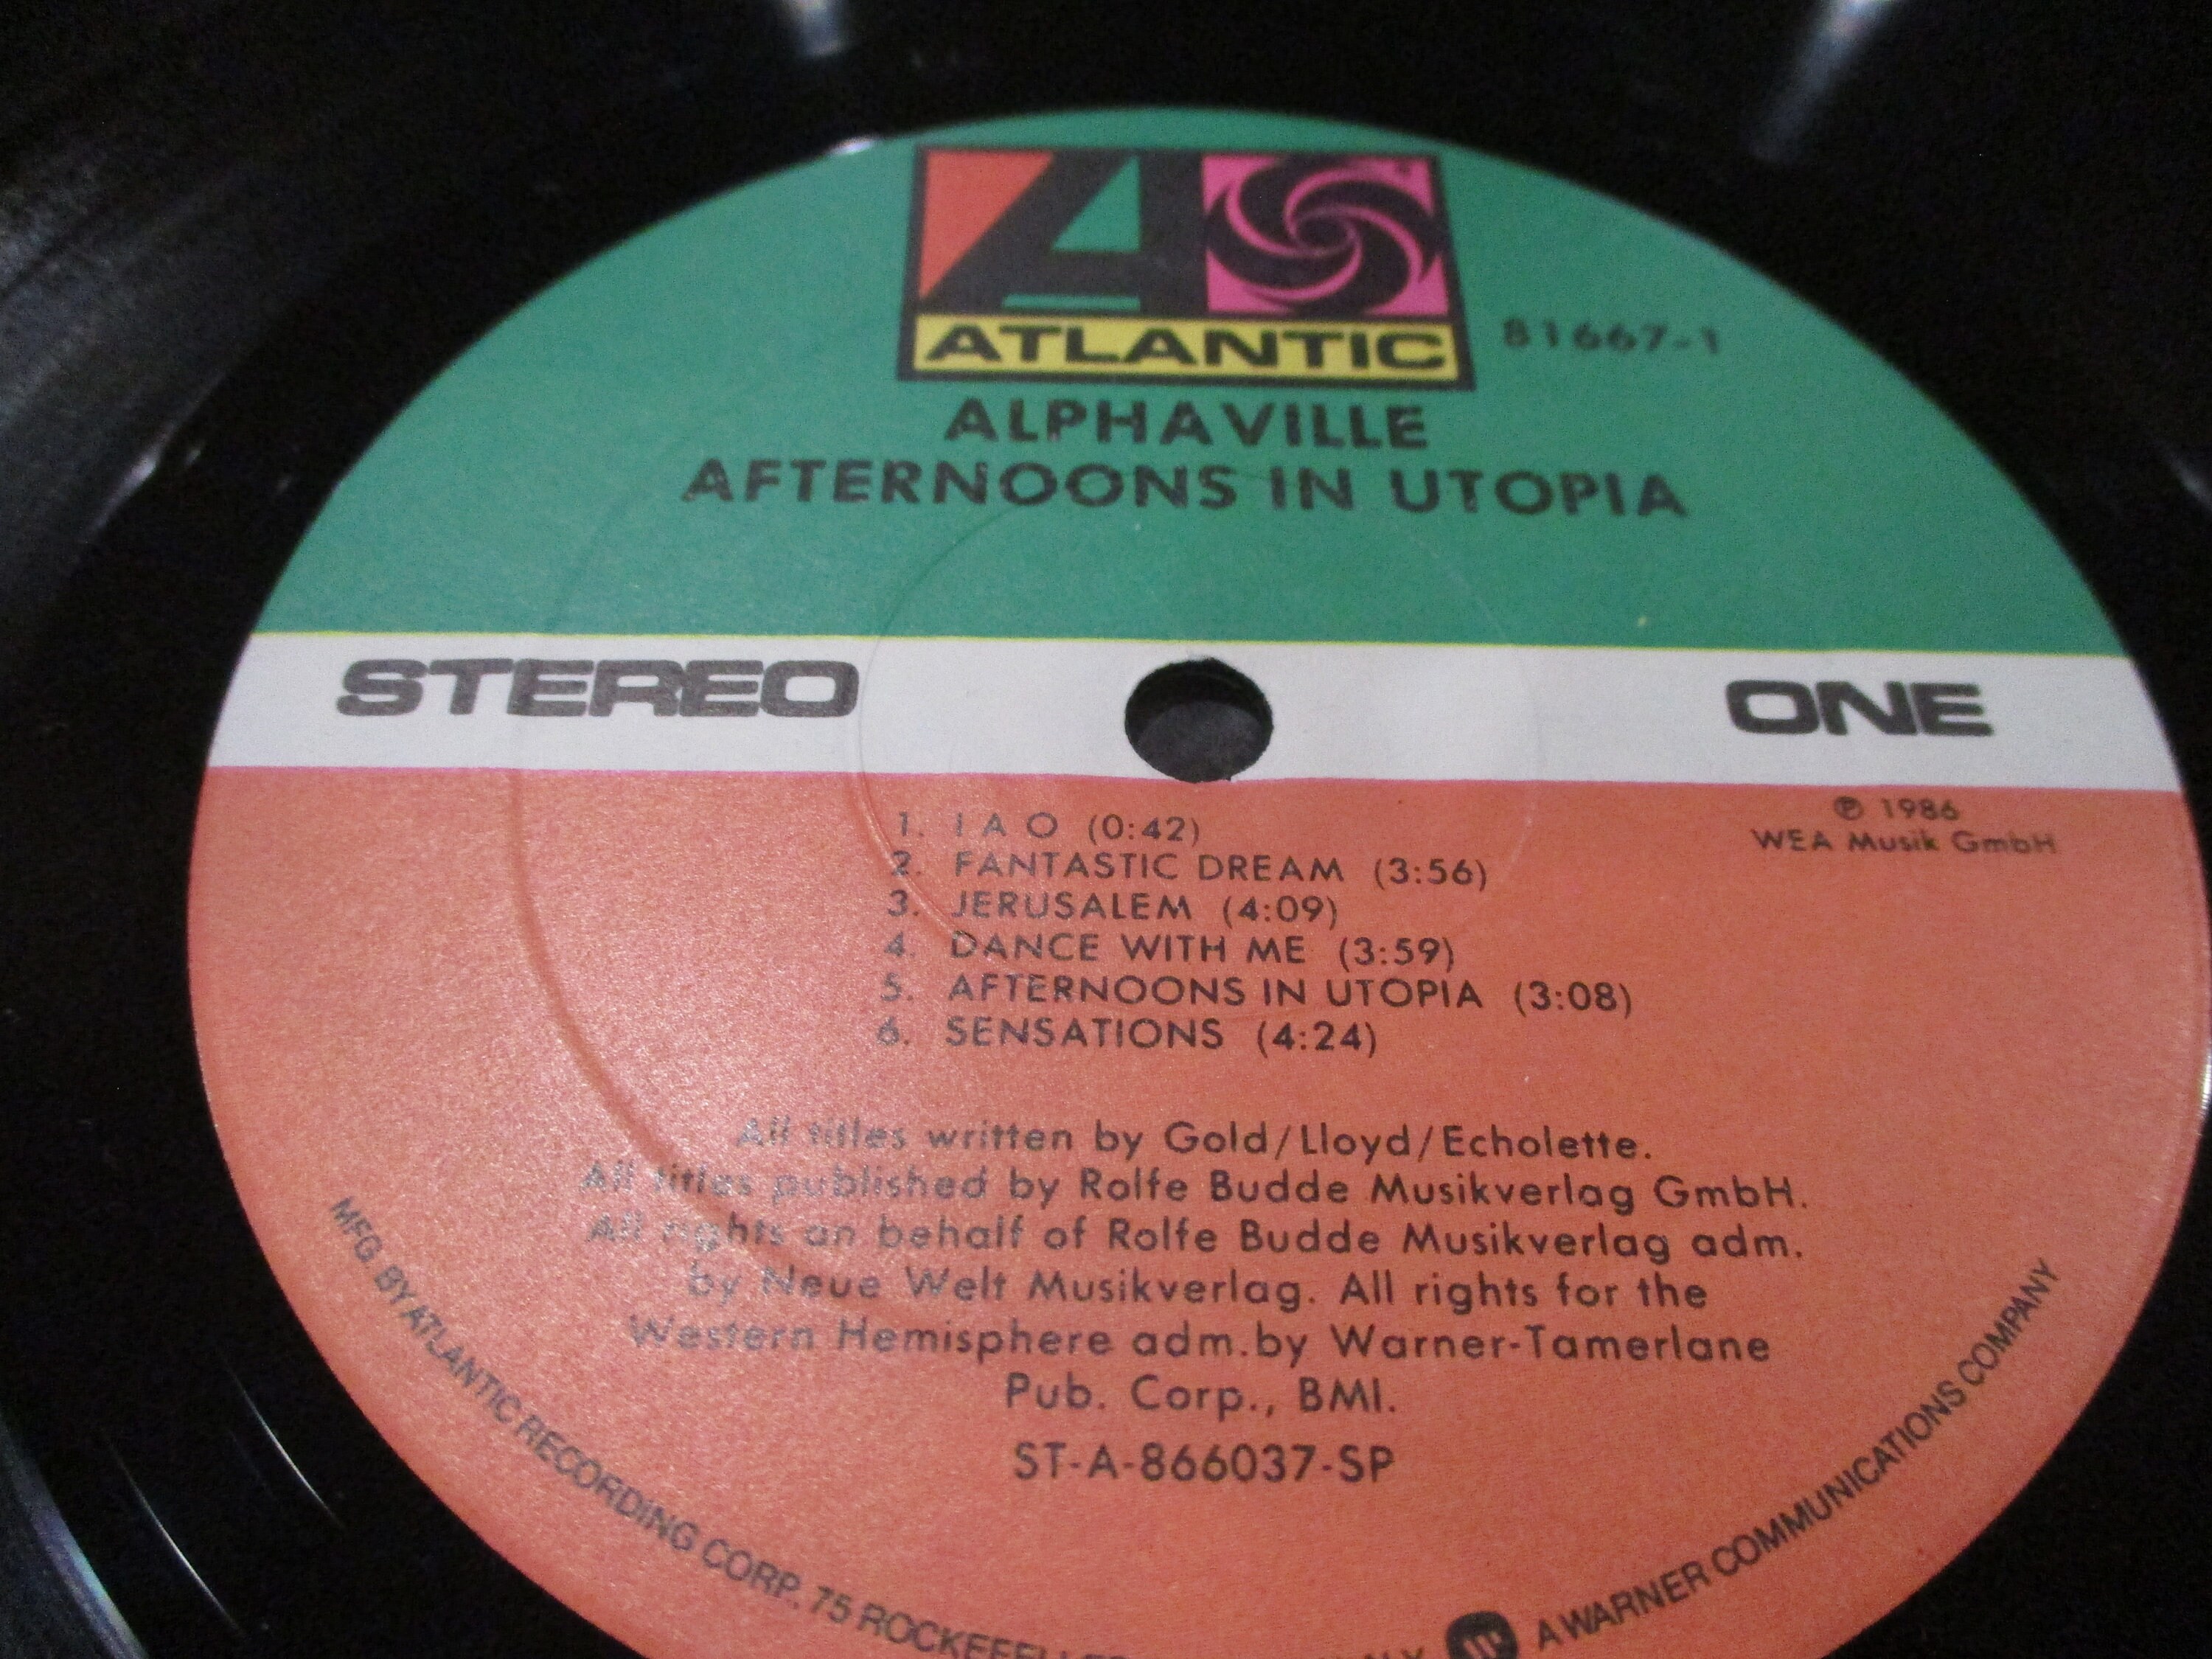 ATLANTIC
81667-1
ALPHAVILLE
AFTERNOONS IN UTOPIA
STEREO
ONE
℗ 1986
WEA Musik GmbH
1. I A O (0:42)
2. FANTASTIC DREAM (3:56)
3. JERUSALEM (4:09)
4. DANCE WITH ME (3:59)
5. AFTERNOONS IN UTOPIA (3:08)
6. SENSATIONS (4:24)
All titles written by Gold/Lloyd/Echolette.
All titles published by Rolfe Budde Musikverlag GmbH.
All rights on behalf of Rolfe Budde Musikverlag adm.
by Neue Welt Musikverlag. All rights for the
Western Hemisphere adm.by Warner-Tamerlane
Pub. Corp., BMI.
ST-A-866037-SP
MFG. BY ATLANTIC RECORDING CORP., 75 A WARNER COMMUNICATIONS COMPANY